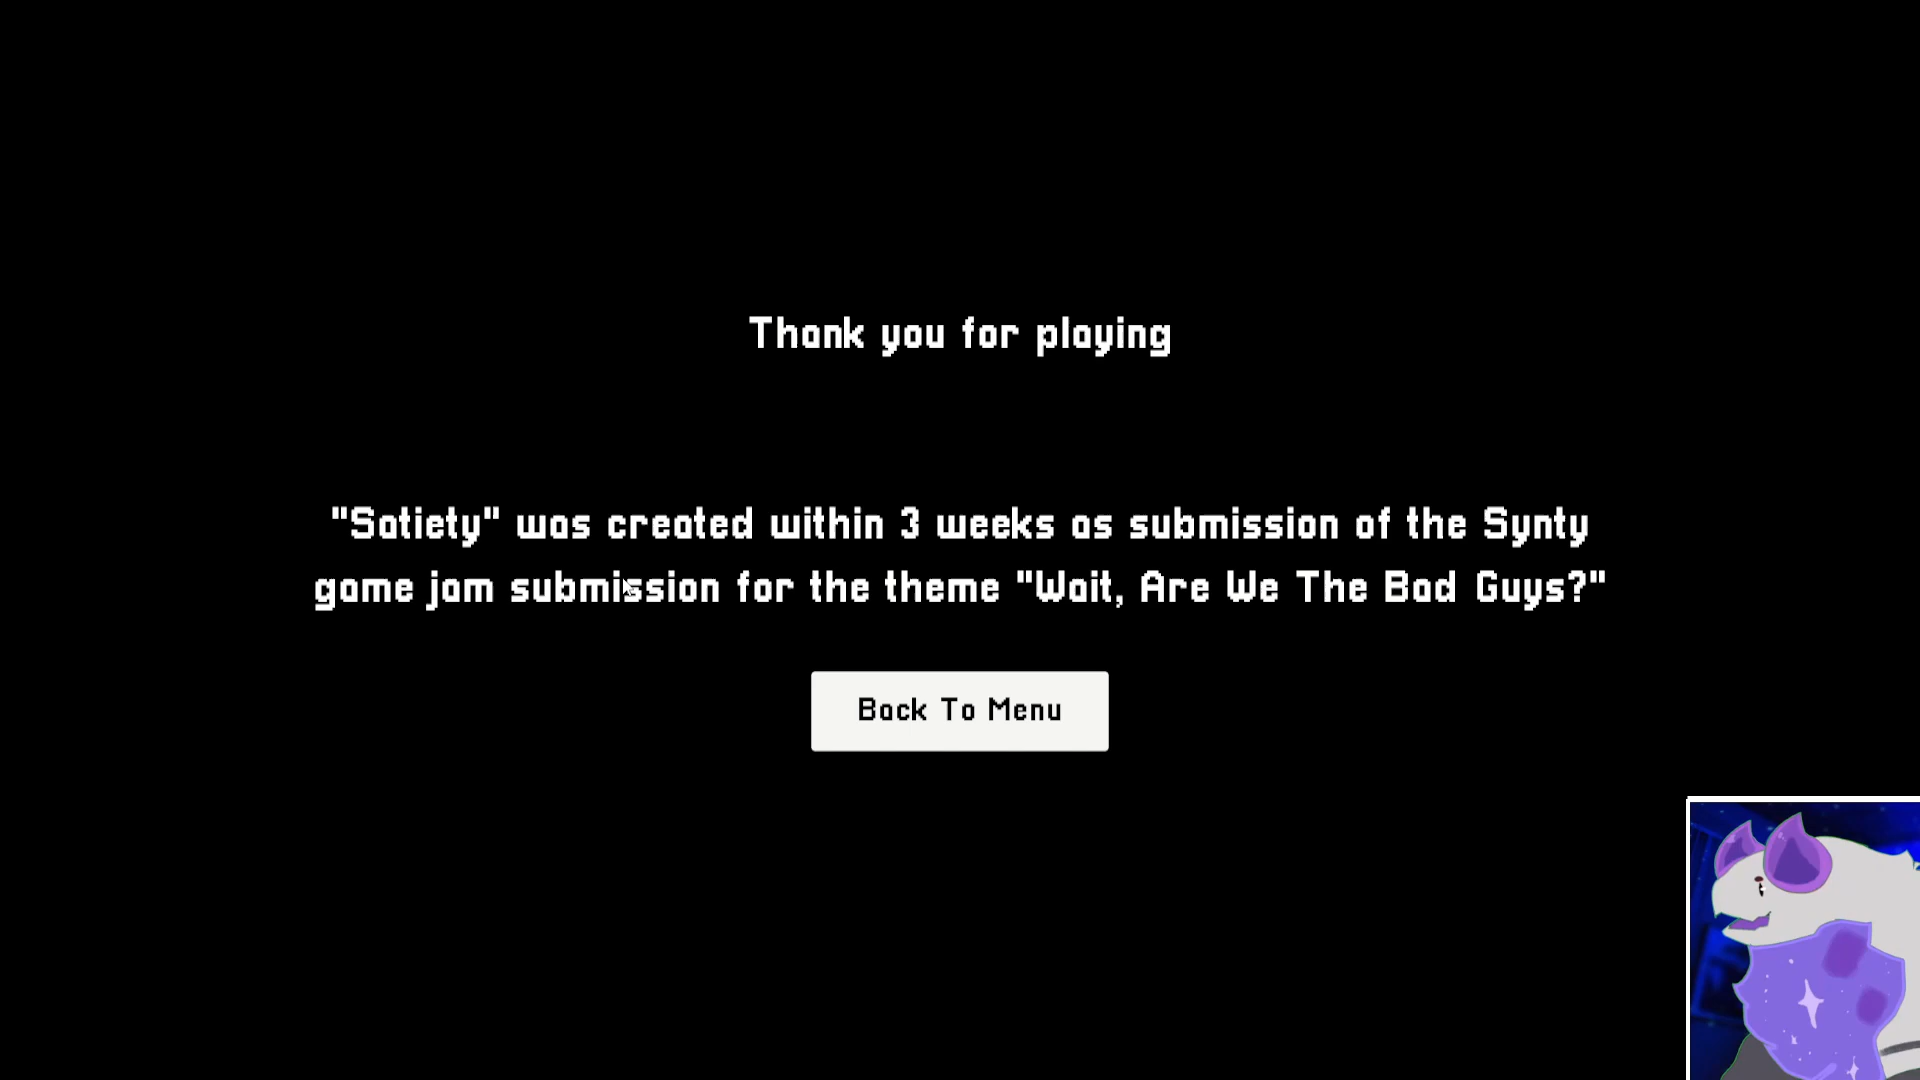 Thank you for playing
"Satiety" was created within 3 weeks as submission of the Synty
game jam submission for the theme "Wait, Are We The Bad Guys?"
Back To Menu